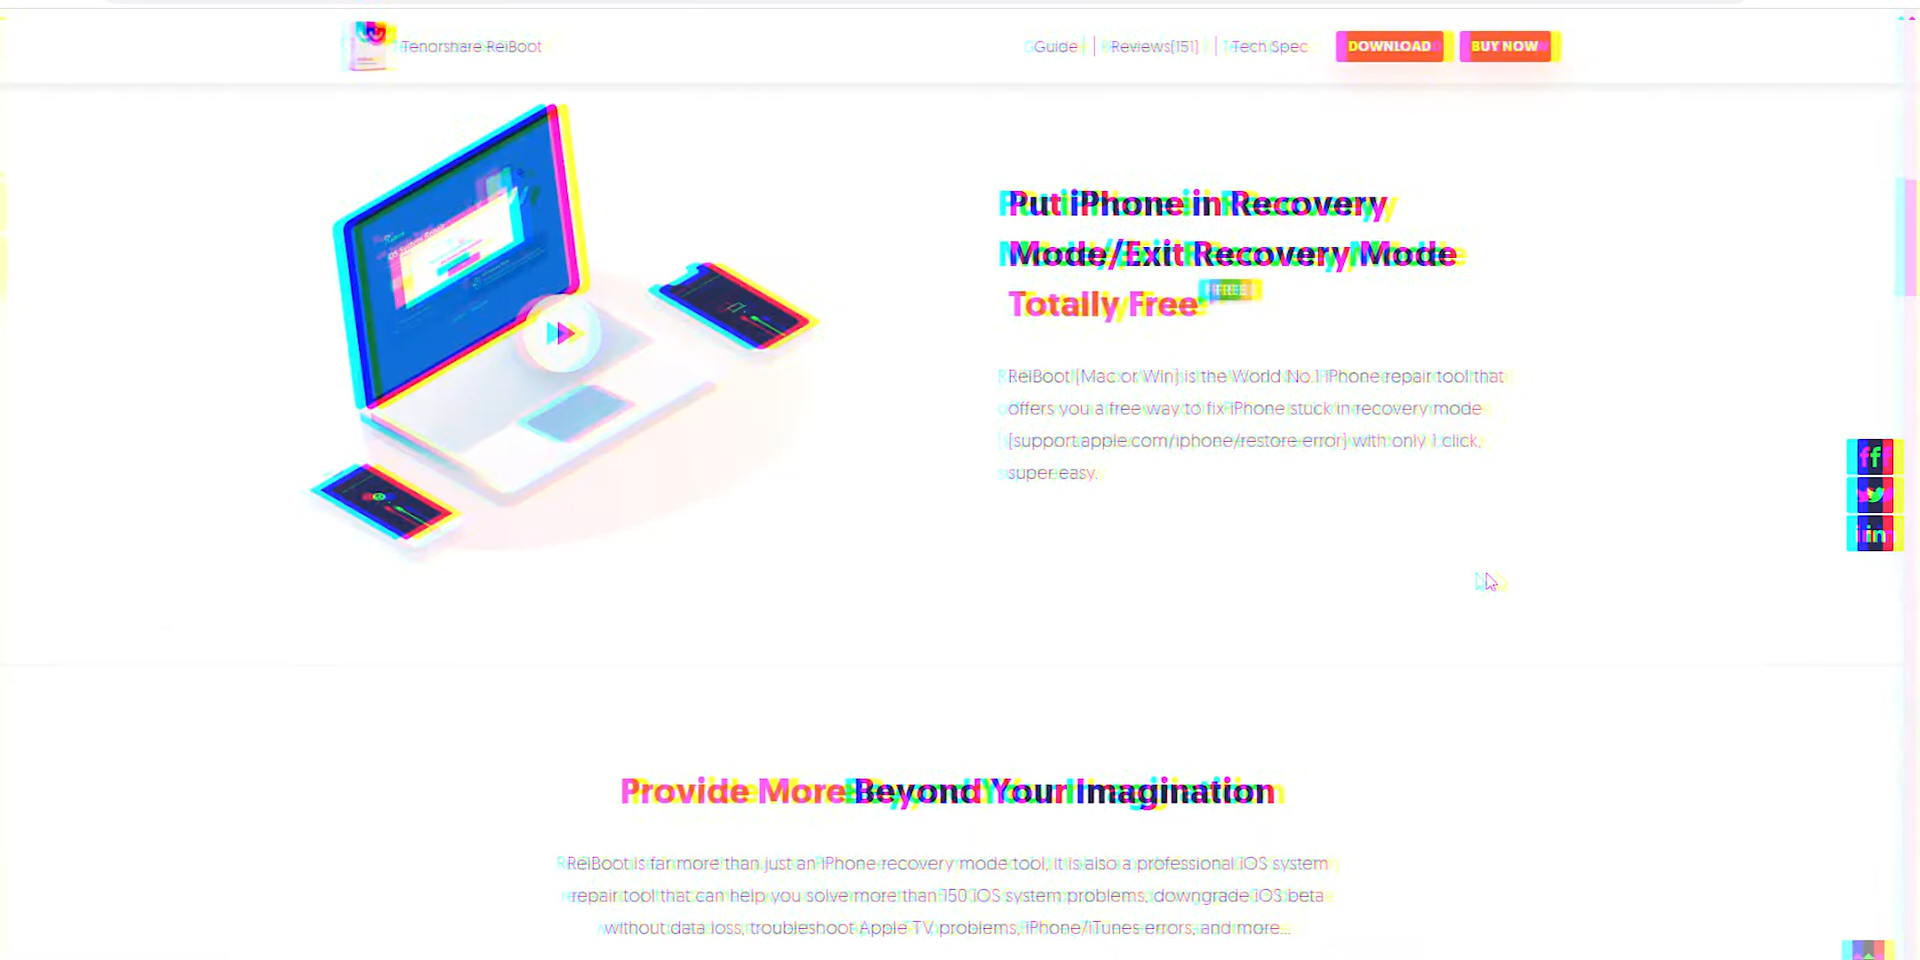 Tenorshare ReiBoot
Guide | Reviews(151) | Tech Spec
DOWNLOAD
BUY NOW
Put iPhone in Recovery
Mode/Exit Recovery Mode
Totally Free
FREE
ReiBoot (Mac or Win) is the World No.1 iPhone repair tool that
offers you a free way to fix iPhone stuck in recovery mode
(support.apple.com/iphone/restore error) with only 1 click,
super easy.
f
in
Provide More Beyond Your Imagination
ReiBoot is far more than just an iPhone recovery mode tool, It is also a professional iOS system
repair tool that can help you solve more than 150 iOS system problems, downgrade iOS beta
without data loss, troubleshoot Apple TV problems, iPhone/iTunes errors, and more...